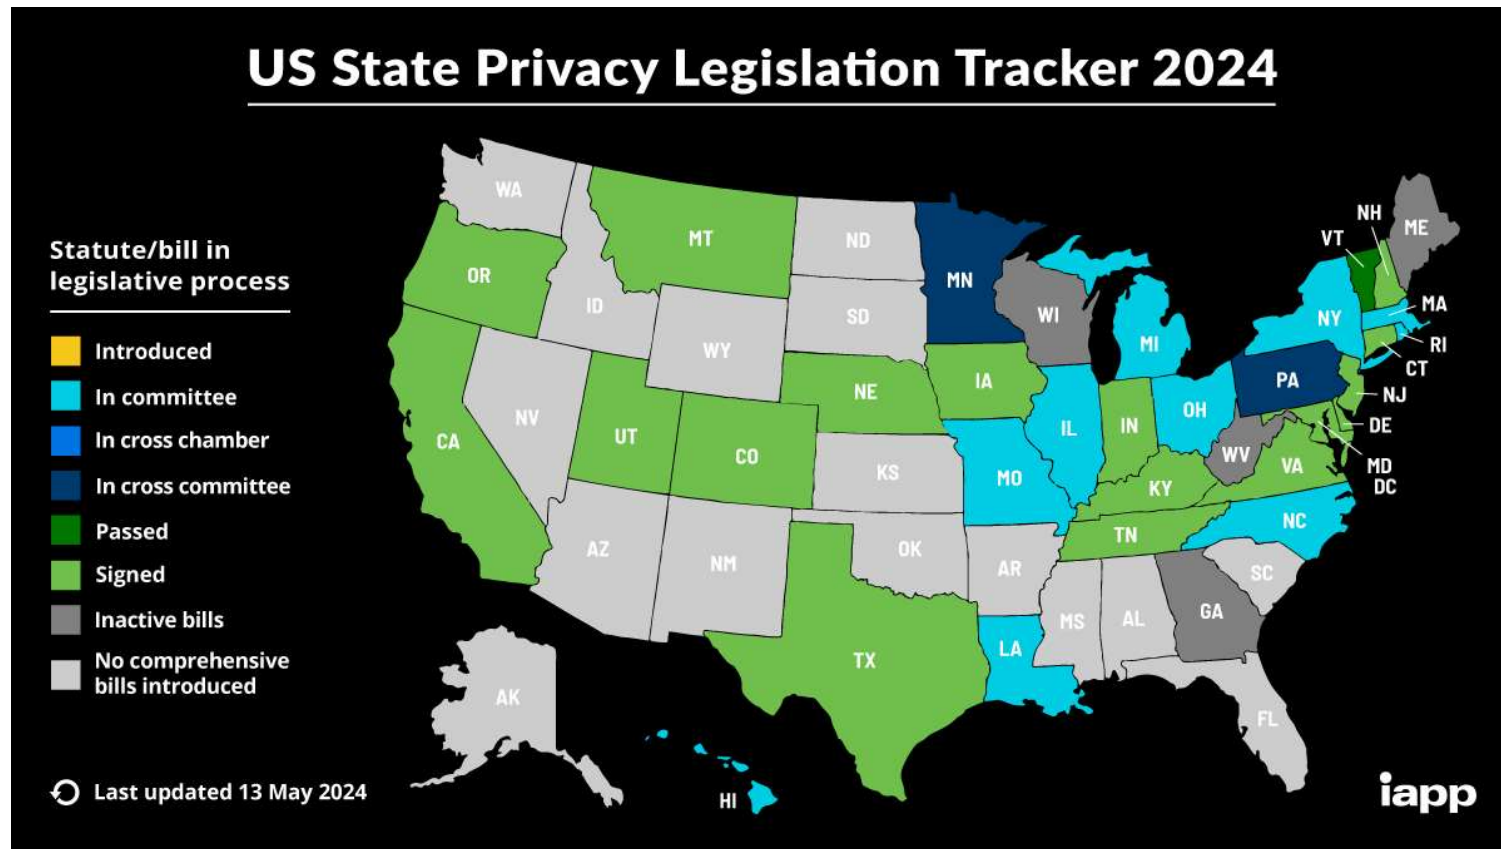 US State Privacy Legislation Tracker 2024
Statute/bill in
legislative process
Introduced
In committee
In cross chamber
In cross committee
Passed
Signed
Inactive bills
No comprehensive
bills introduced
Last updated 13 May 2024
WA
MT
ND
MN
OR
ID
SD
WI
WY
MI
NH
ME
VT
NY
MA
RI
CT
PA
NJ
DE
MD
DC
NV
CA
UT
CO
NE
IA
KS
MO
IL
IN
OH
WV
VA
KY
NC
TN
AZ
NM
OK
AR
SC
MS
AL
GA
TX
LA
FL
AK
HI
iapp